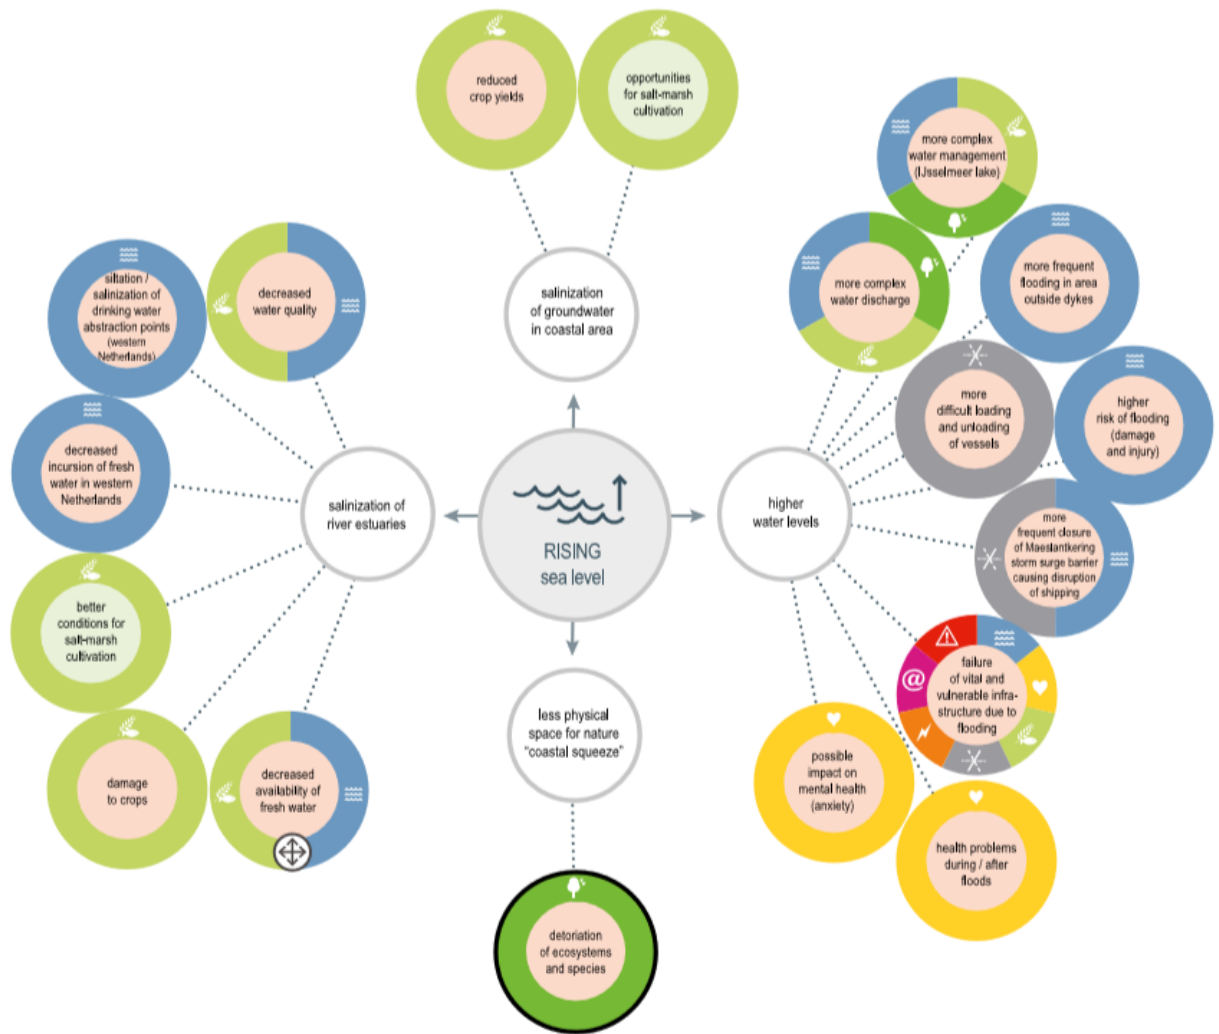 reduced
crop yields
opportunities
for salt-marsh
cultivation
more complex
water management
(IJsselmeer lake)
more complex
water discharge
more frequent
flooding in area
outside dykes
more
difficult loading
and unloading
of vessels
higher
risk of flooding
(damage
and injury)
more
frequent closure
of Maeslantkering
storm surge barrier
causing disruption
of shipping
failure
of vital and
vulnerable infra-
structure due to
flooding
@
possible
impact on
mental health
(anxiety)
health problems
during / after
floods
higher
water levels
salinization
of groundwater
in coastal area
RISING
sea level
less physical
space for nature
“coastal squeeze”
detoriation
of ecosystems
and species
salinization of
river estuaries
decreased
water quality
siltation /
salinization of
drinking water
abstraction points
(western
Netherlands)
decreased
incursion of fresh
water in western
Netherlands
better
conditions for
salt-marsh
cultivation
damage
to crops
decreased
availability of
fresh water